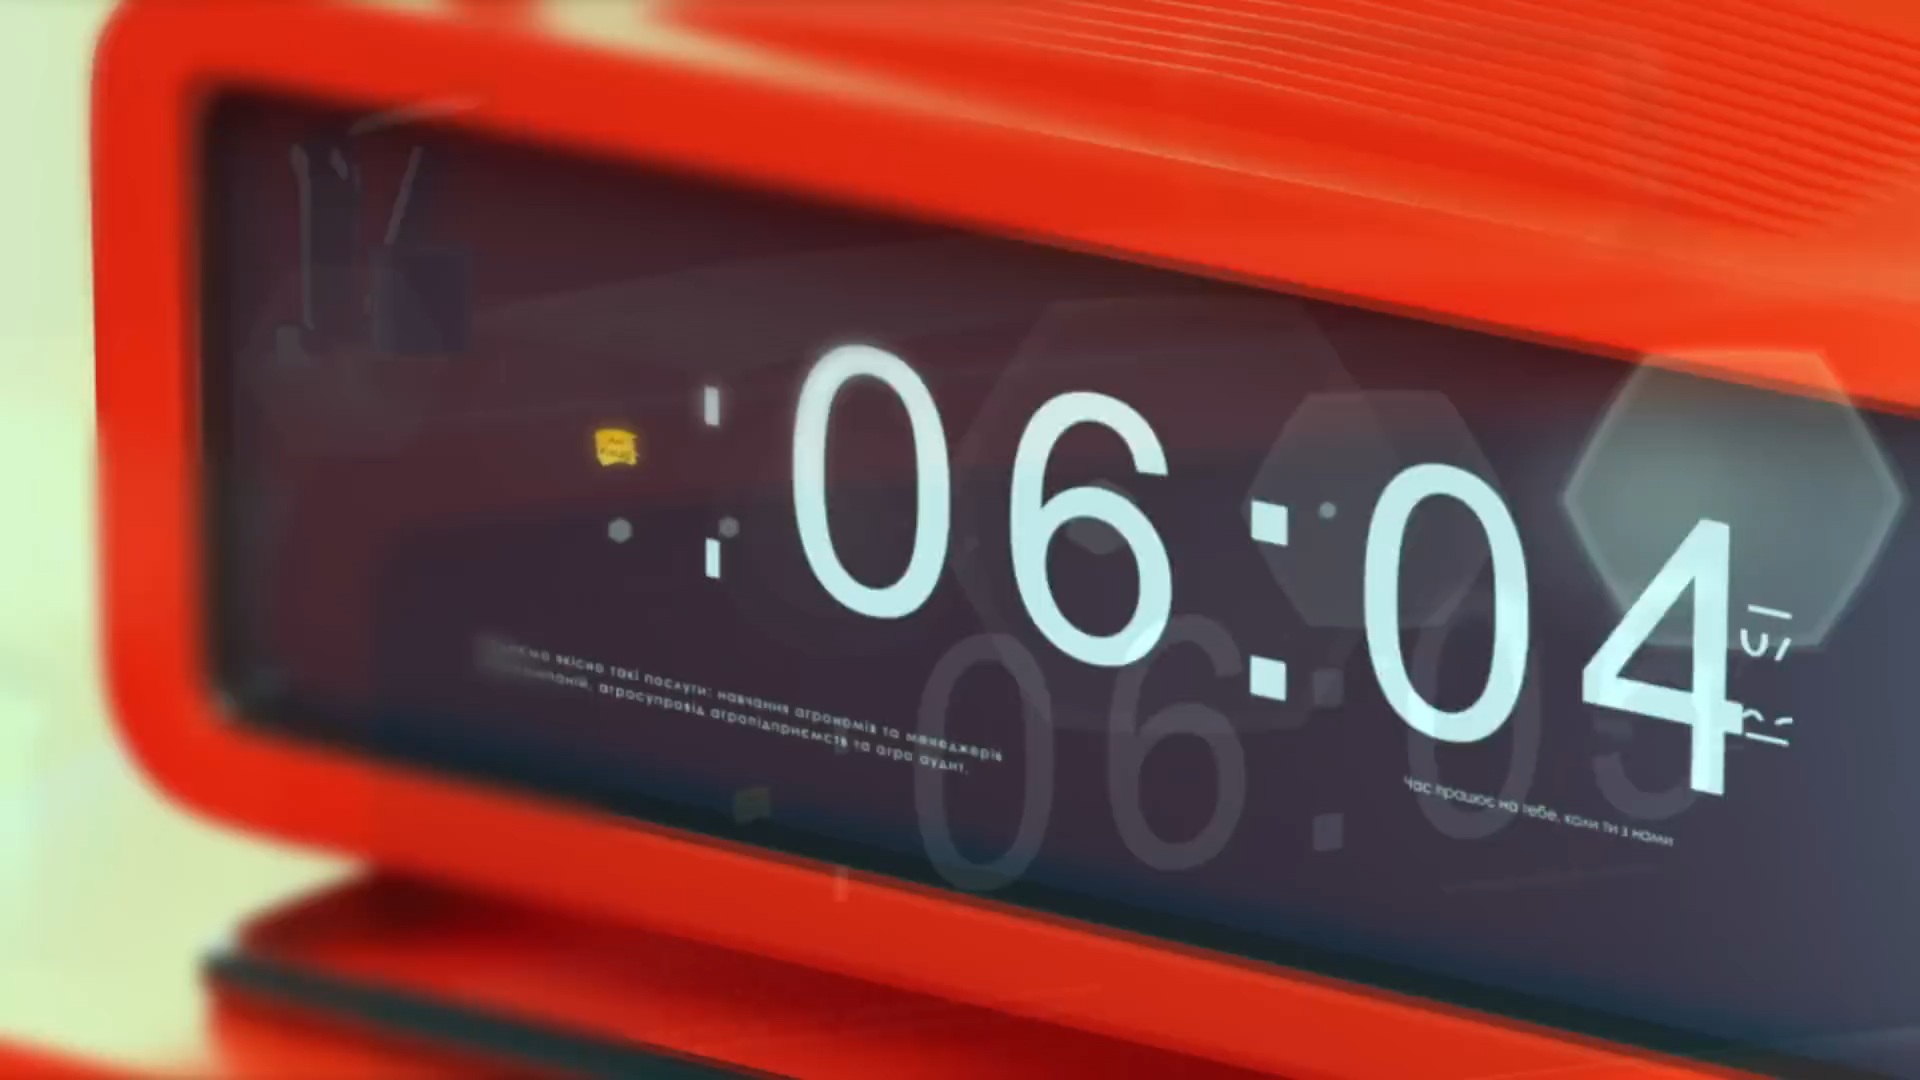 :06:04
якісно такі послуги: навчання агрономів та менеджерів
агросупровід агропідприємств та агро аудит.
Час працює на тебе, коли ти з нами
06:05